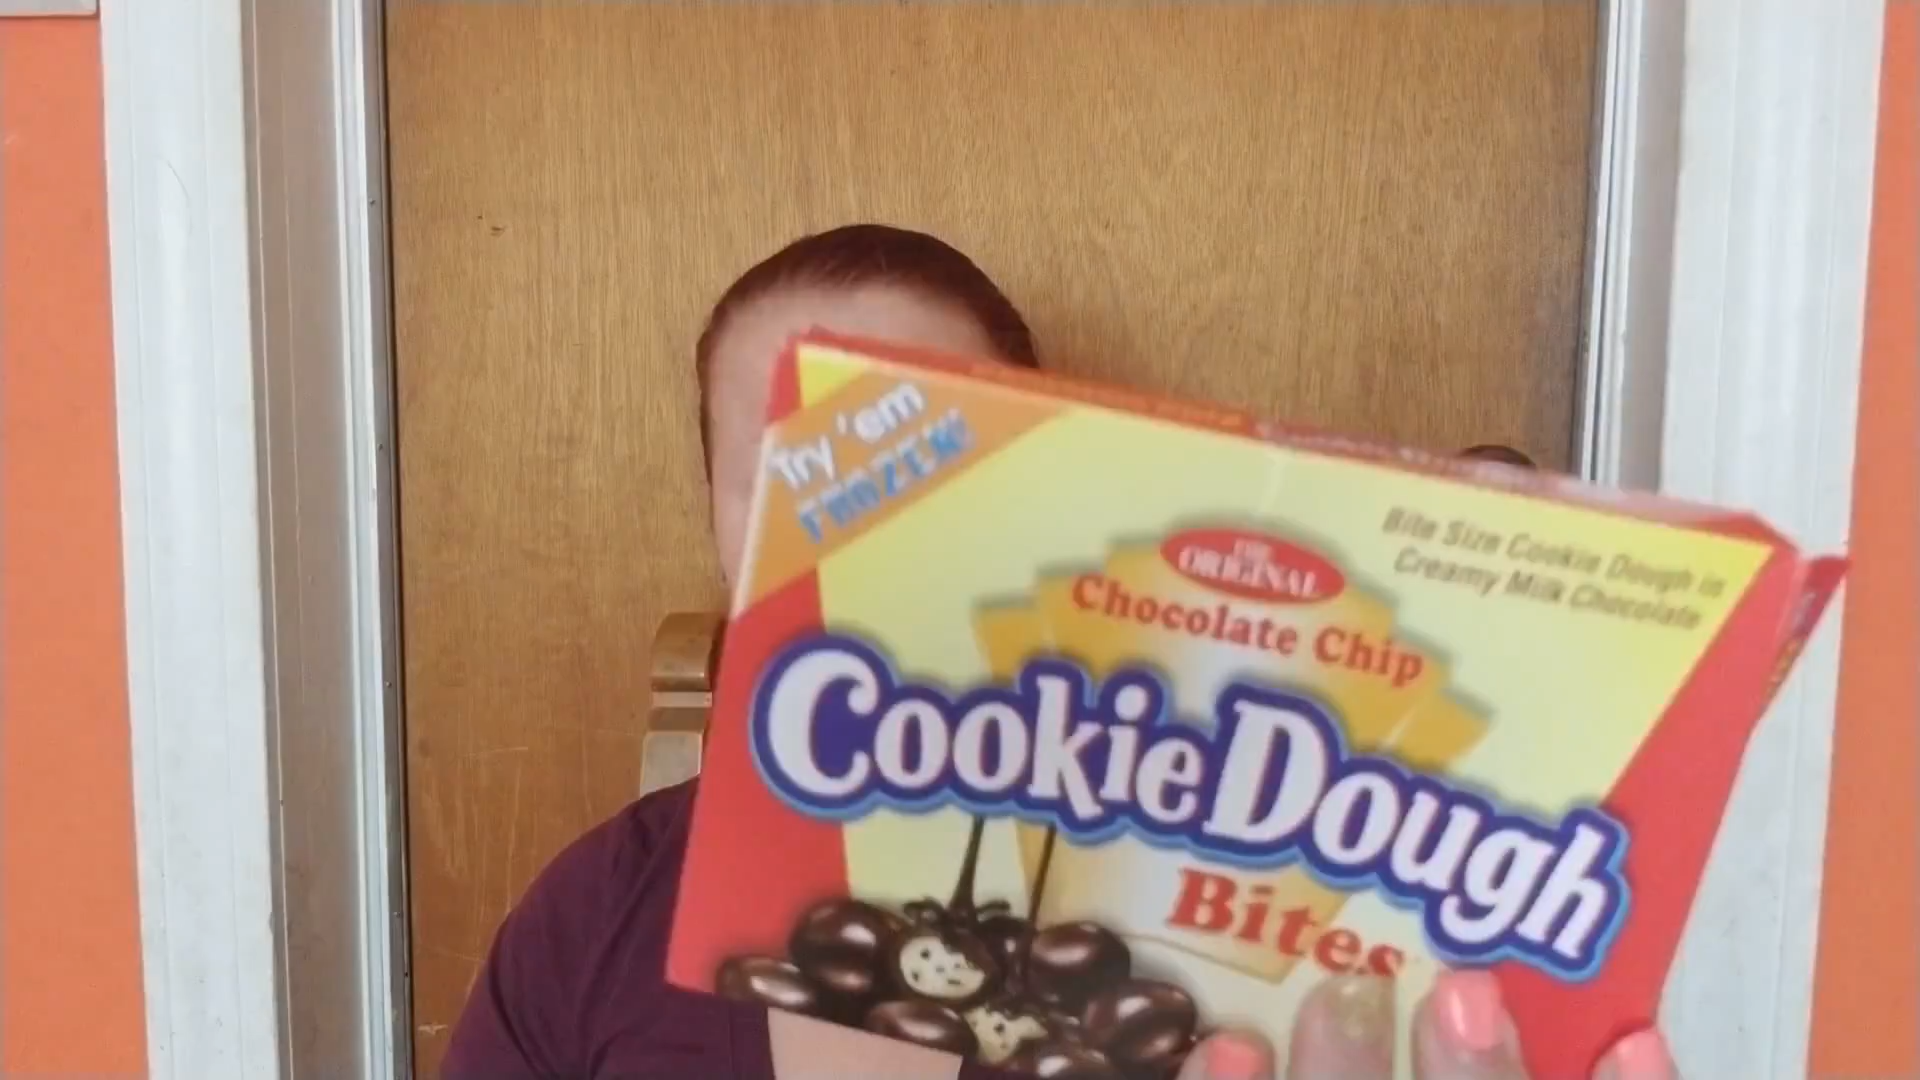 Try 'em
FROZEN!
Bite Size Cookie Dough in
Creamy Milk Chocolate
THE
ORIGINAL
Chocolate Chip
CookieDough
Bites